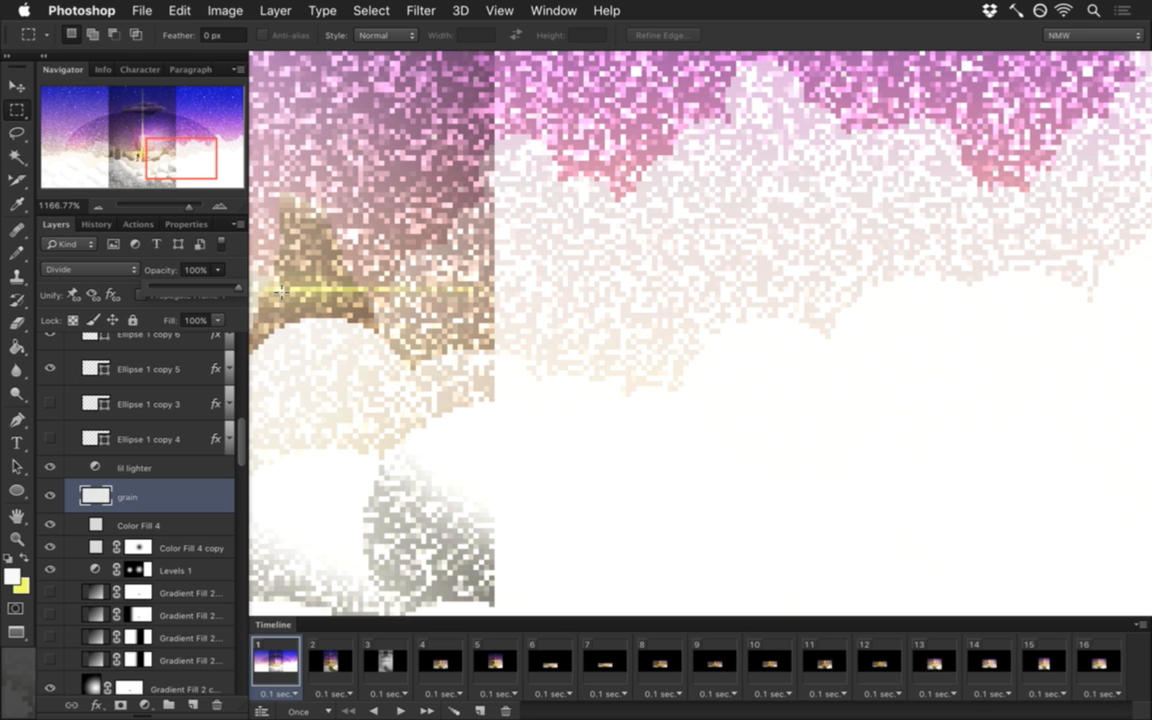 Photoshop File Edit Image Layer Type Select Filter 3D View Window Help
Feather: 0 px Anti-alias Style: Normal Width: Height: Refine Edge... NMW
Navigator Info Character Paragraph
1166.77%
Layers History Actions Properties
Kind
Divide Opacity: 100%
Unify:
Lock: Fill: 100%
Ellipse 1 copy 6 fx
Ellipse 1 copy 5 fx
Ellipse 1 copy 3 fx
Ellipse 1 copy 4 fx
lil lighter
grain
Color Fill 4
Color Fill 4 copy
Levels 1
Gradient Fill 2...
Gradient Fill 2...
Gradient Fill 2...
Gradient Fill 2...
Gradient Fill 2 c...
fx
Timeline
1 2 3 4 5 6 7 8 9 10 11 12 13 14 15 16
0.1 sec. 0.1 sec. 0.1 sec. 0.1 sec. 0.1 sec. 0.1 sec. 0.1 sec. 0.1 sec. 0.1 sec. 0.1 sec. 0.1 sec. 0.1 sec. 0.1 sec. 0.1 sec. 0.1 sec. 0.1 sec.
Once